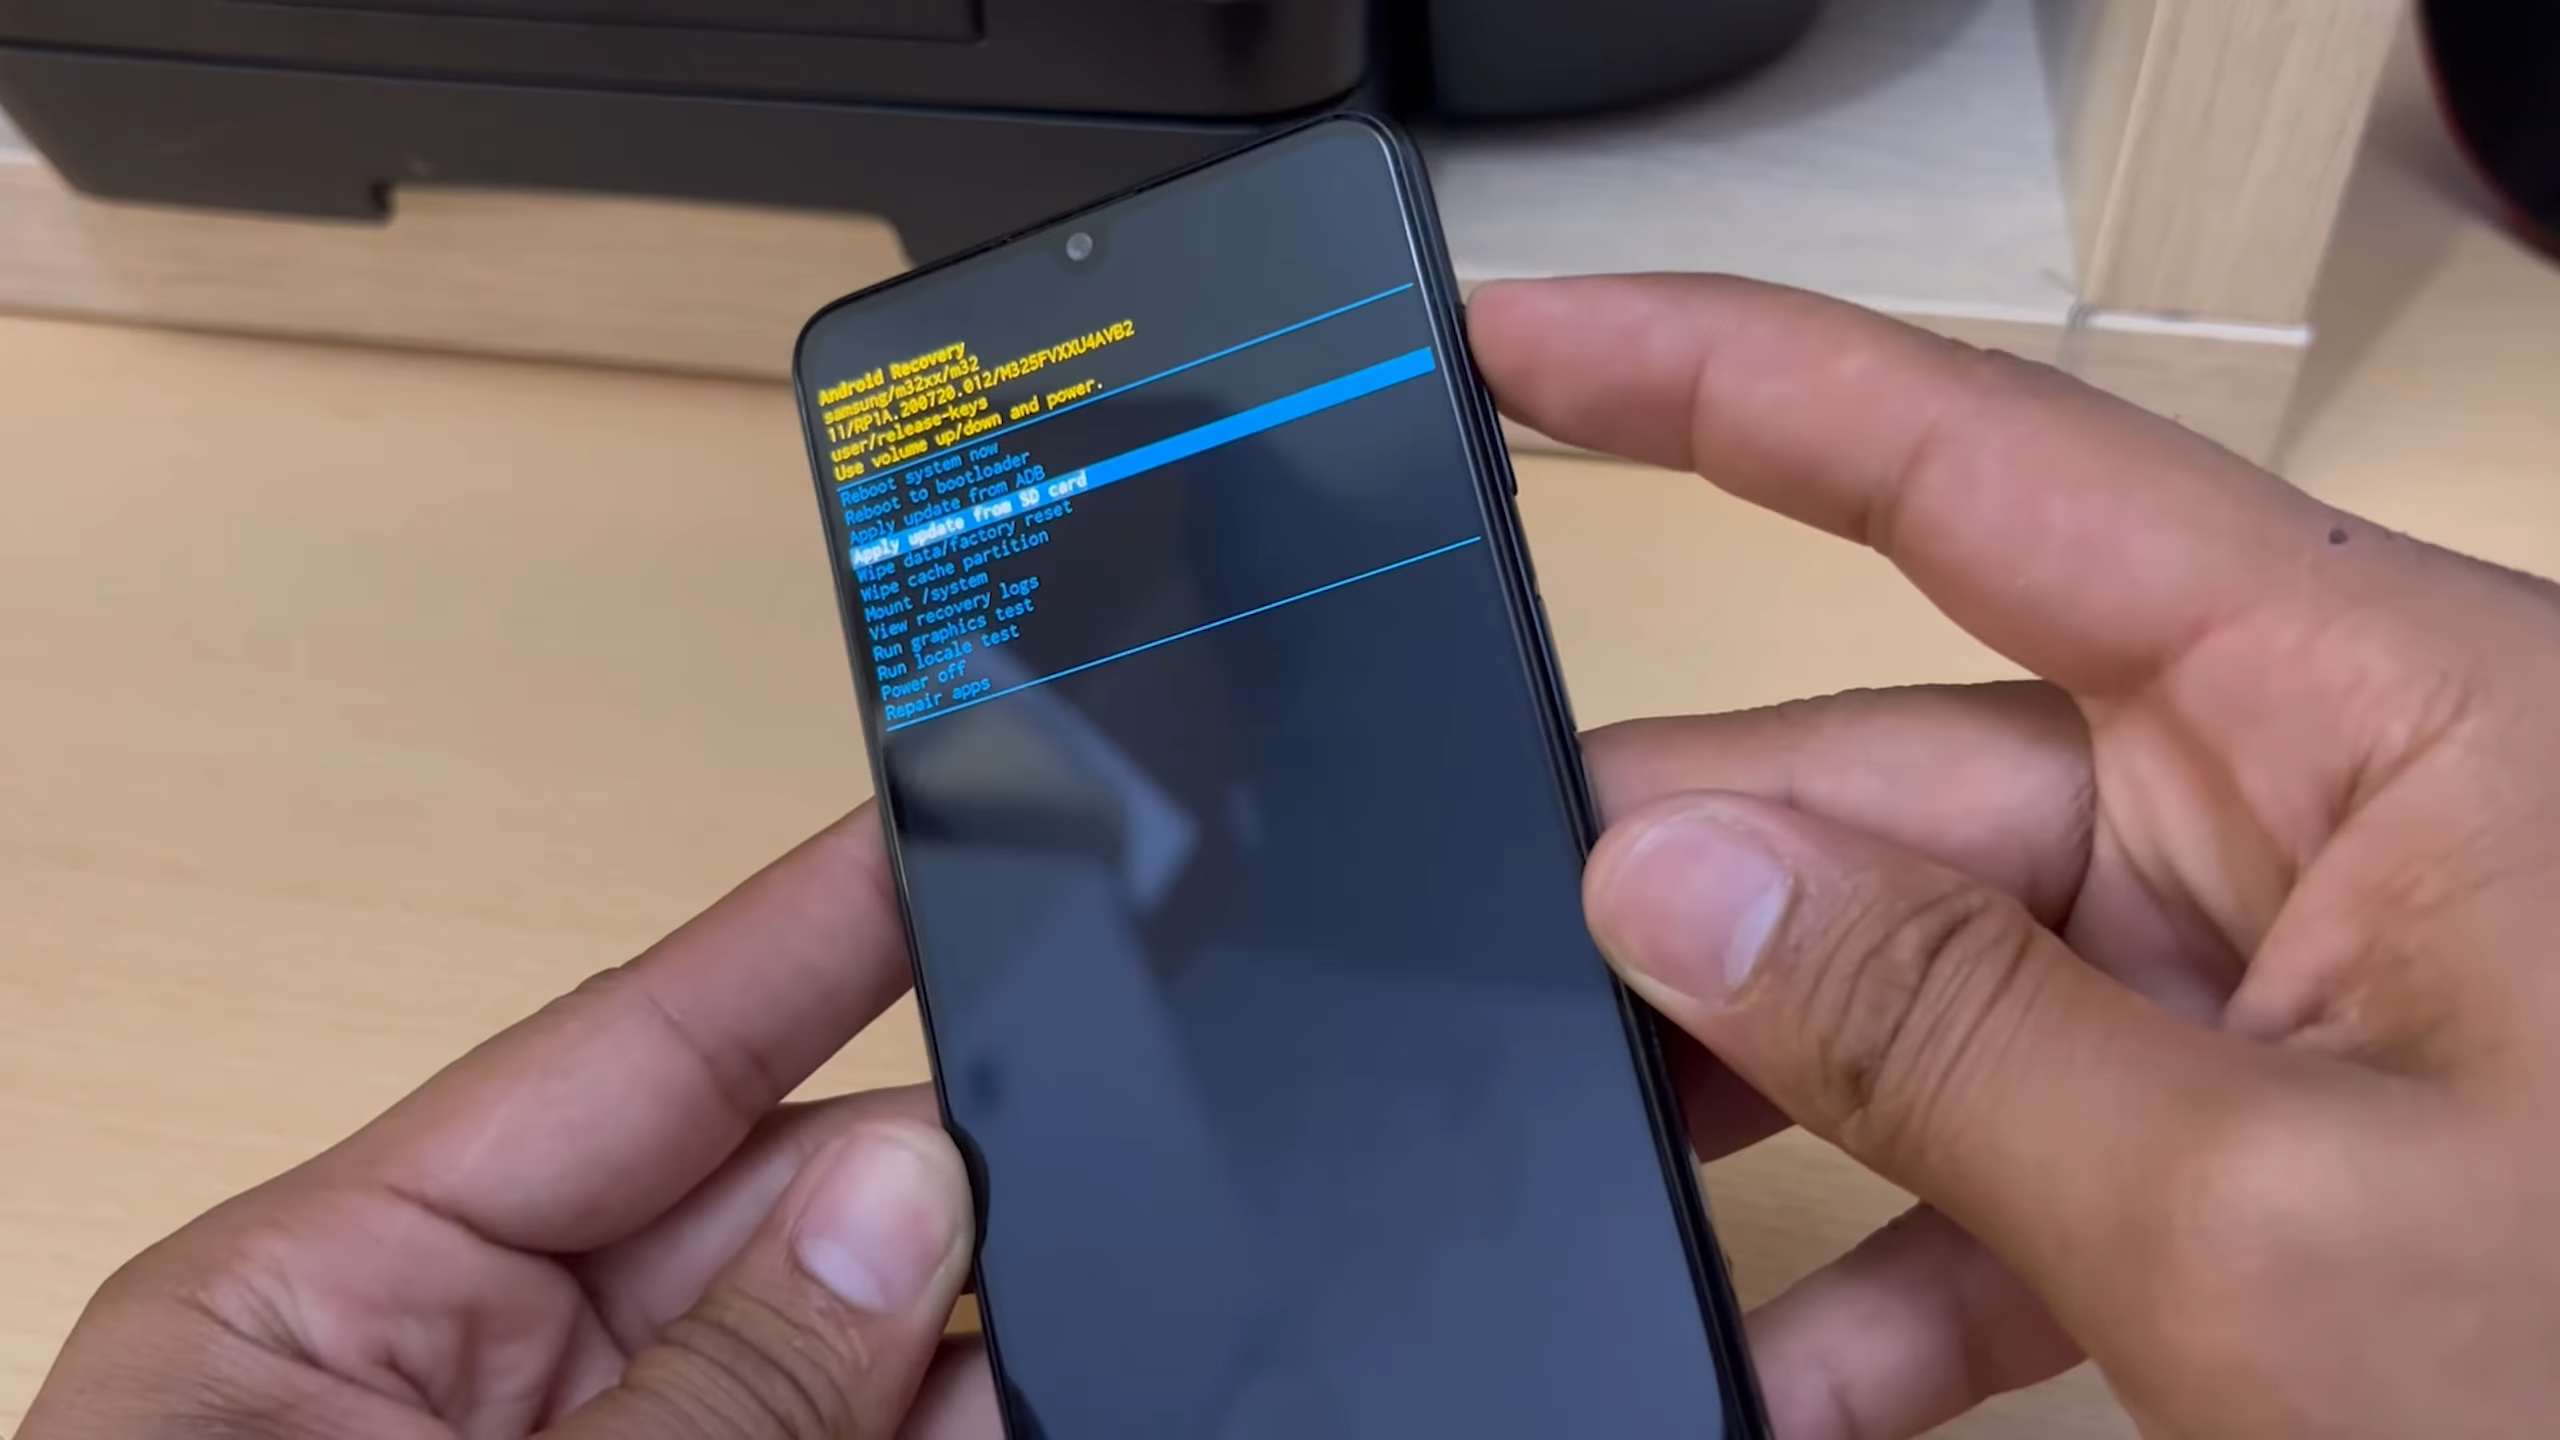 Android Recovery
samsung/m32xx/m32
11/RP1A.200720.012/M325FVXXU4AVB2
user/release-keys
Use volume up/down and power.
Reboot system now
Reboot to bootloader
Apply update from ADB
Apply update from SD card
Wipe data/factory reset
Wipe cache partition
Mount /system
View recovery logs
Run graphics test
Run locale test
Power off
Repair apps